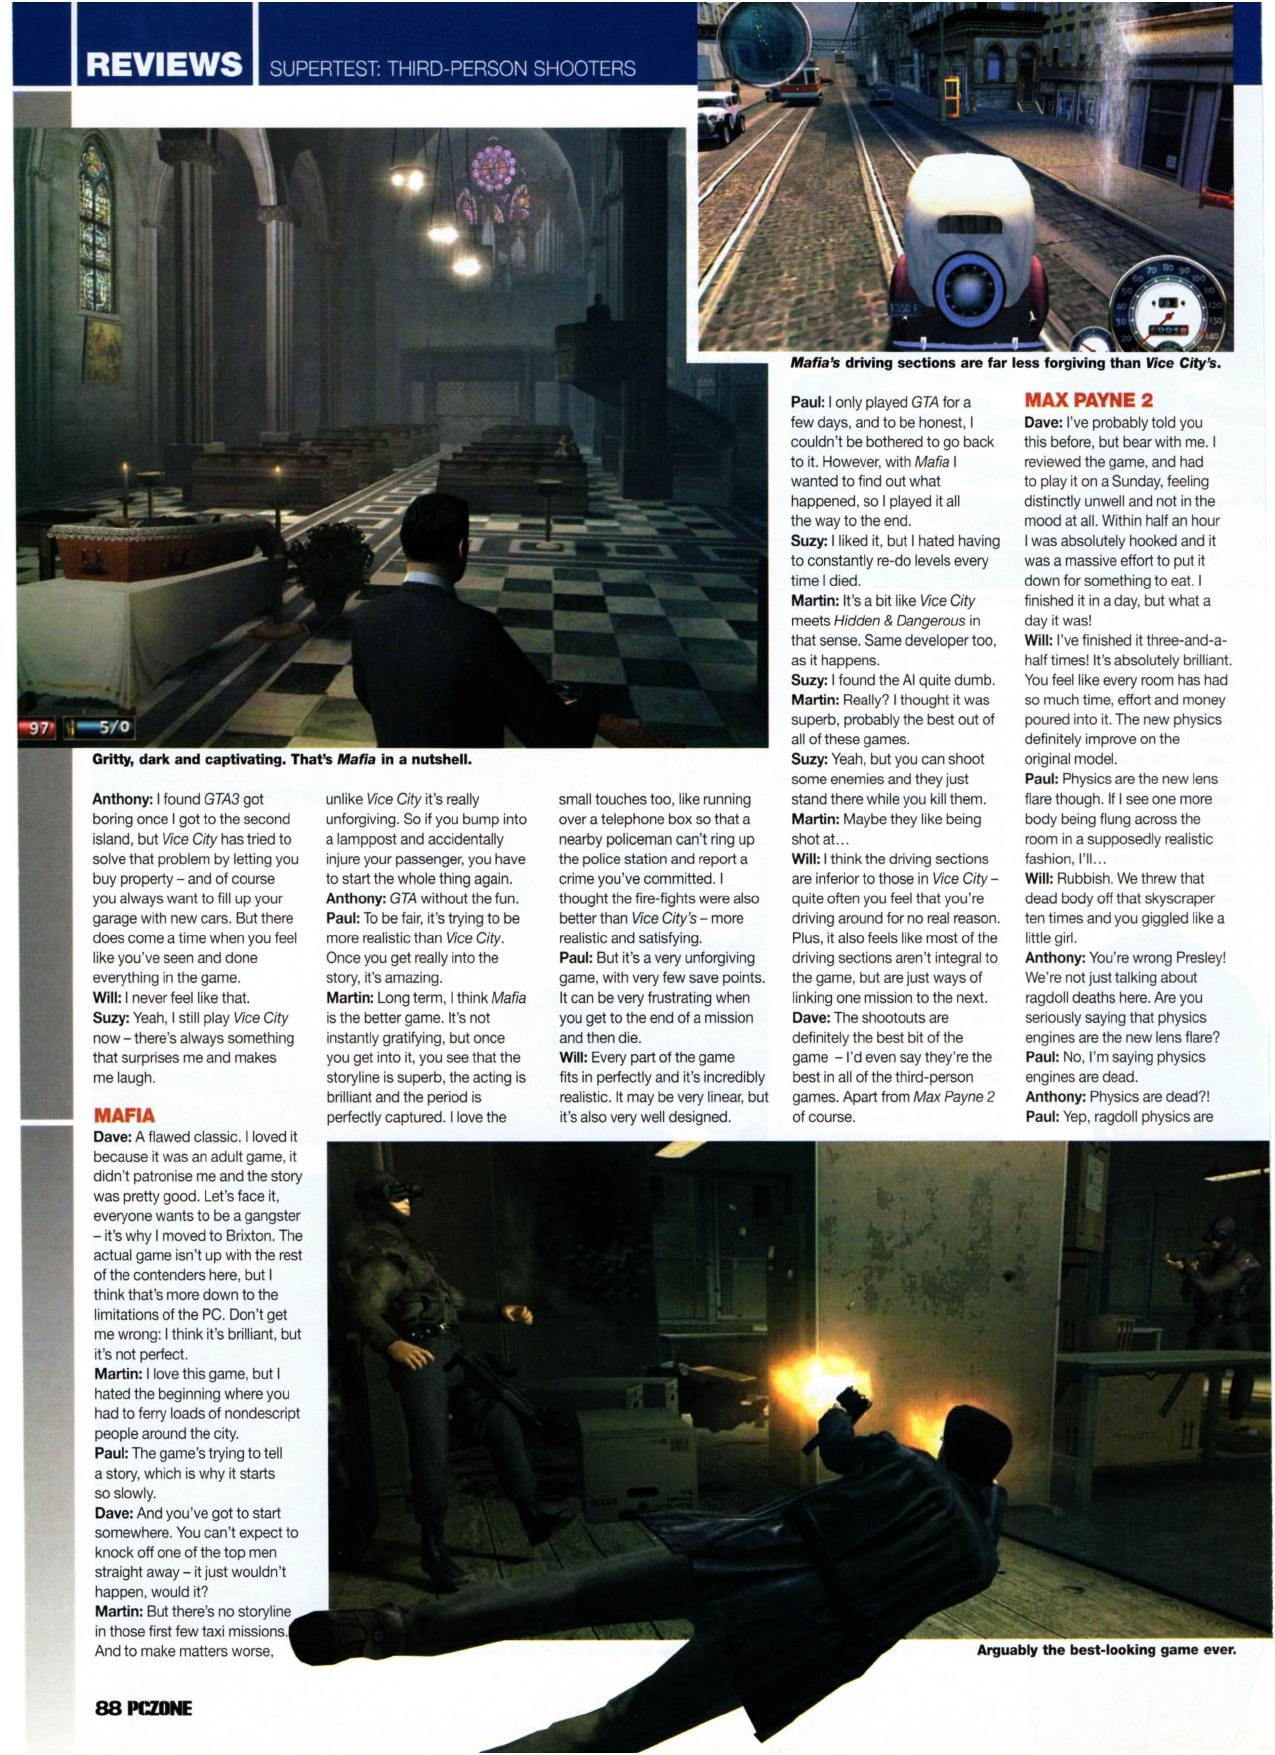 REVIEWS
SUPERTEST: THIRD-PERSON SHOOTERS
Mafia's driving sections are far less forgiving than Vice City's.
97
5/0
Gritty, dark and captivating. That's Mafia in a nutshell.
Anthony: I found GTA3 got
boring once I got to the second
island, but Vice City has tried to
solve that problem by letting you
buy property – and of course
you always want to fill up your
garage with new cars. But there
does come a time when you feel
like you've seen and done
everything in the game.
Will: I never feel like that.
Suzy: Yeah, I still play Vice City
now – there's always something
that surprises me and makes
me laugh.
MAFIA
Dave: A flawed classic. I loved it
because it was an adult game, it
didn't patronise me and the story
was pretty good. Let's face it,
everyone wants to be a gangster
– it's why I moved to Brixton. The
actual game isn't up with the rest
of the contenders here, but I
think that's more down to the
limitations of the PC. Don't get
me wrong: I think it's brilliant, but
it's not perfect.
Martin: I love this game, but I
hated the beginning where you
had to ferry loads of nondescript
people around the city.
Paul: The game's trying to tell
a story, which is why it starts
so slowly.
Dave: And you've got to start
somewhere. You can't expect to
knock off one of the top men
straight away – it just wouldn't
happen, would it?
Martin: But there's no storyline
in those first few taxi missions.
And to make matters worse,
unlike Vice City it's really
unforgiving. So if you bump into
a lamppost and accidentally
injure your passenger, you have
to start the whole thing again.
Anthony: GTA without the fun.
Paul: To be fair, it's trying to be
more realistic than Vice City.
Once you get really into the
story, it's amazing.
Martin: Long term, I think Mafia
is the better game. It's not
instantly gratifying, but once
you get into it, you see that the
storyline is superb, the acting is
brilliant and the period is
perfectly captured. I love the
small touches too, like running
over a telephone box so that a
nearby policeman can't ring up
the police station and report a
crime you've committed. I
thought the fire-fights were also
better than Vice City's – more
realistic and satisfying.
Paul: But it's a very unforgiving
game, with very few save points.
It can be very frustrating when
you get to the end of a mission
and then die.
Will: Every part of the game
fits in perfectly and it's incredibly
realistic. It may be very linear, but
it's also very well designed.
Paul: I only played GTA for a
few days, and to be honest, I
couldn't be bothered to go back
to it. However, with Mafia I
wanted to find out what
happened, so I played it all
the way to the end.
Suzy: I liked it, but I hated having
to constantly re-do levels every
time I died.
Martin: It's a bit like Vice City
meets Hidden & Dangerous in
that sense. Same developer too,
as it happens.
Suzy: I found the AI quite dumb.
Martin: Really? I thought it was
superb, probably the best out of
all of these games.
Suzy: Yeah, but you can shoot
some enemies and they just
stand there while you kill them.
Martin: Maybe they like being
shot at...
Will: I think the driving sections
are inferior to those in Vice City –
quite often you feel that you're
driving around for no real reason.
Plus, it also feels like most of the
driving sections aren't integral to
the game, but are just ways of
linking one mission to the next.
Dave: The shootouts are
definitely the best bit of the
game – I'd even say they're the
best in all of the third-person
games. Apart from Max Payne 2
of course.
MAX PAYNE 2
Dave: I've probably told you
this before, but bear with me. I
reviewed the game, and had
to play it on a Sunday, feeling
distinctly unwell and not in the
mood at all. Within half an hour
I was absolutely hooked and it
was a massive effort to put it
down for something to eat. I
finished it in a day, but what a
day it was!
Will: I've finished it three-and-a-
half times! It's absolutely brilliant.
You feel like every room has had
so much time, effort and money
poured into it. The new physics
definitely improve on the
original model.
Paul: Physics are the new lens
flare though. If I see one more
body being flung across the
room in a supposedly realistic
fashion, I'll...
Will: Rubbish. We threw that
dead body off that skyscraper
ten times and you giggled like a
little girl.
Anthony: You're wrong Presley!
We're not just talking about
ragdoll deaths here. Are you
seriously saying that physics
engines are the new lens flare?
Paul: No, I'm saying physics
engines are dead.
Anthony: Physics are dead?!
Paul: Yep, ragdoll physics are
Arguably the best-looking game ever.
88 PCZONE